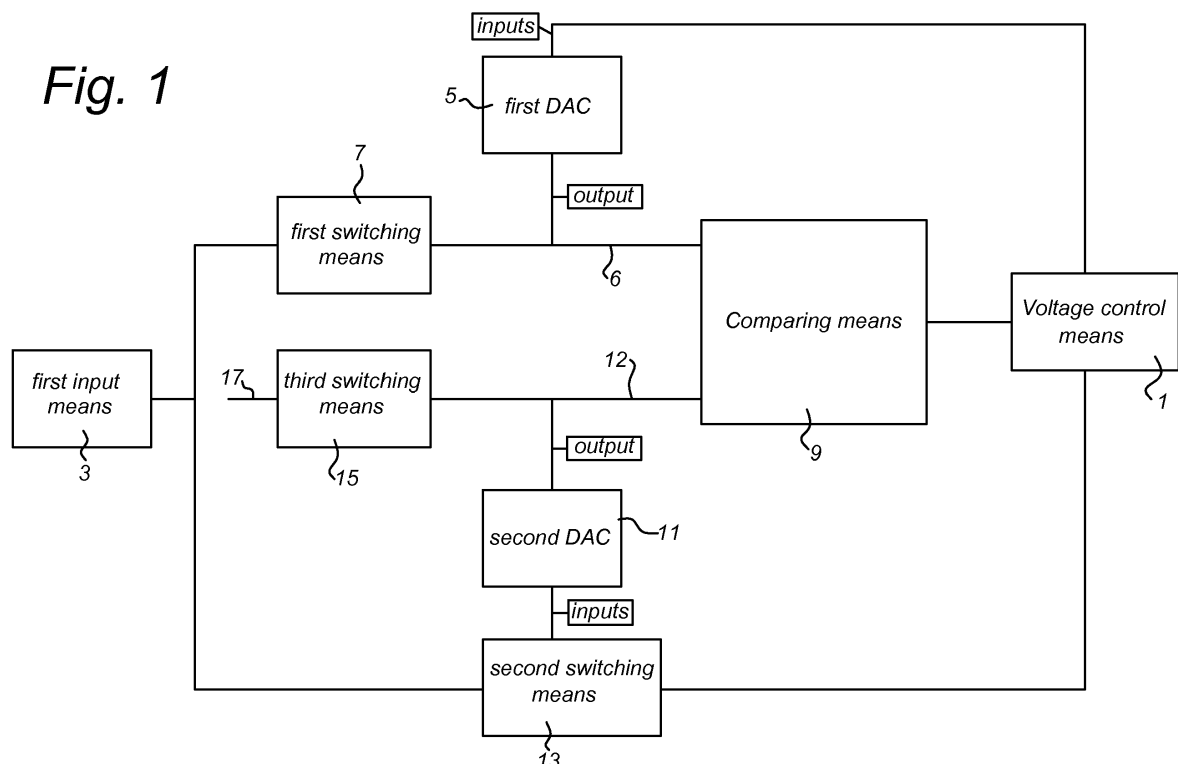 inputs
Fig. 1
5
first DAC
7
output
first switching
means
6
Comparing means
Voltage control
means
1
12
first input
means
3
17
third switching
means
15
9
output
second DAC
11
inputs
second switching
means
13